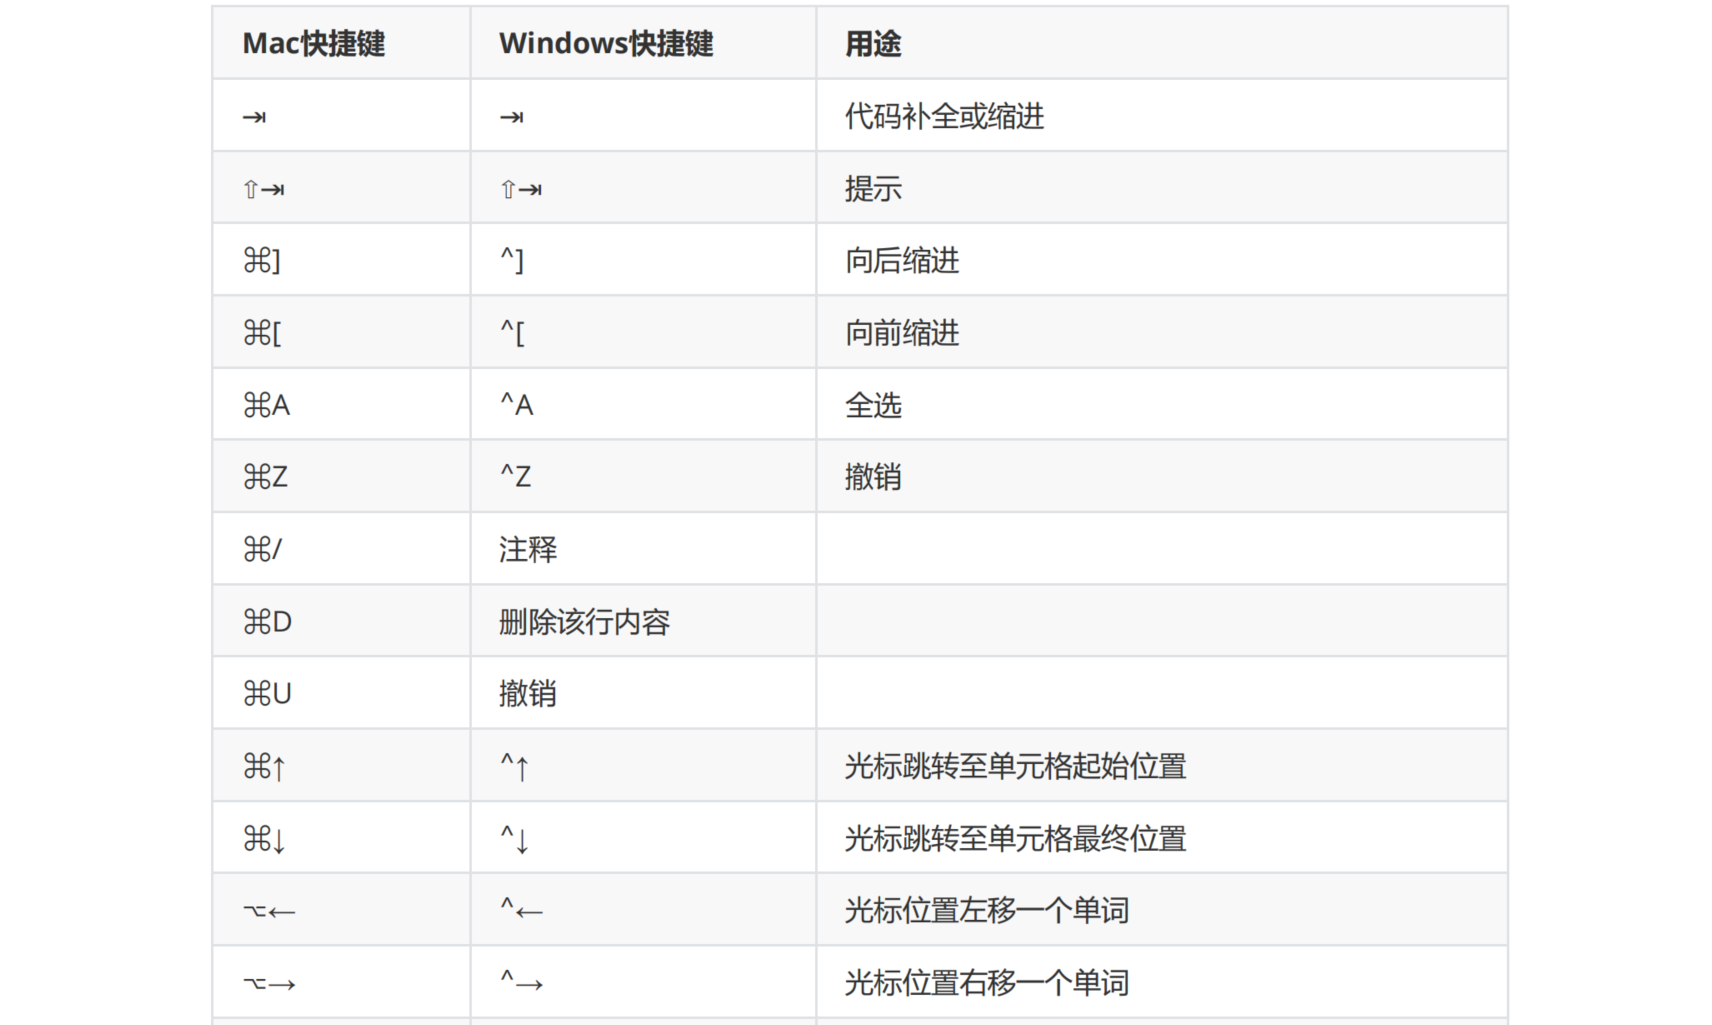 Mac快捷键 Windows快捷键 用途
⇥ ⇥ 代码补全或缩进
⇧⇥ ⇧⇥ 提示
⌘] ^] 向后缩进
⌘[ ^[ 向前缩进
⌘A ^A 全选
⌘Z ^Z 撤销
⌘/ 注释
⌘D 删除该行内容
⌘U 撤销
⌘↑ ^↑ 光标跳转至单元格起始位置
⌘↓ ^↓ 光标跳转至单元格最终位置
⌥← ^← 光标位置左移一个单词
⌥→ ^→ 光标位置右移一个单词